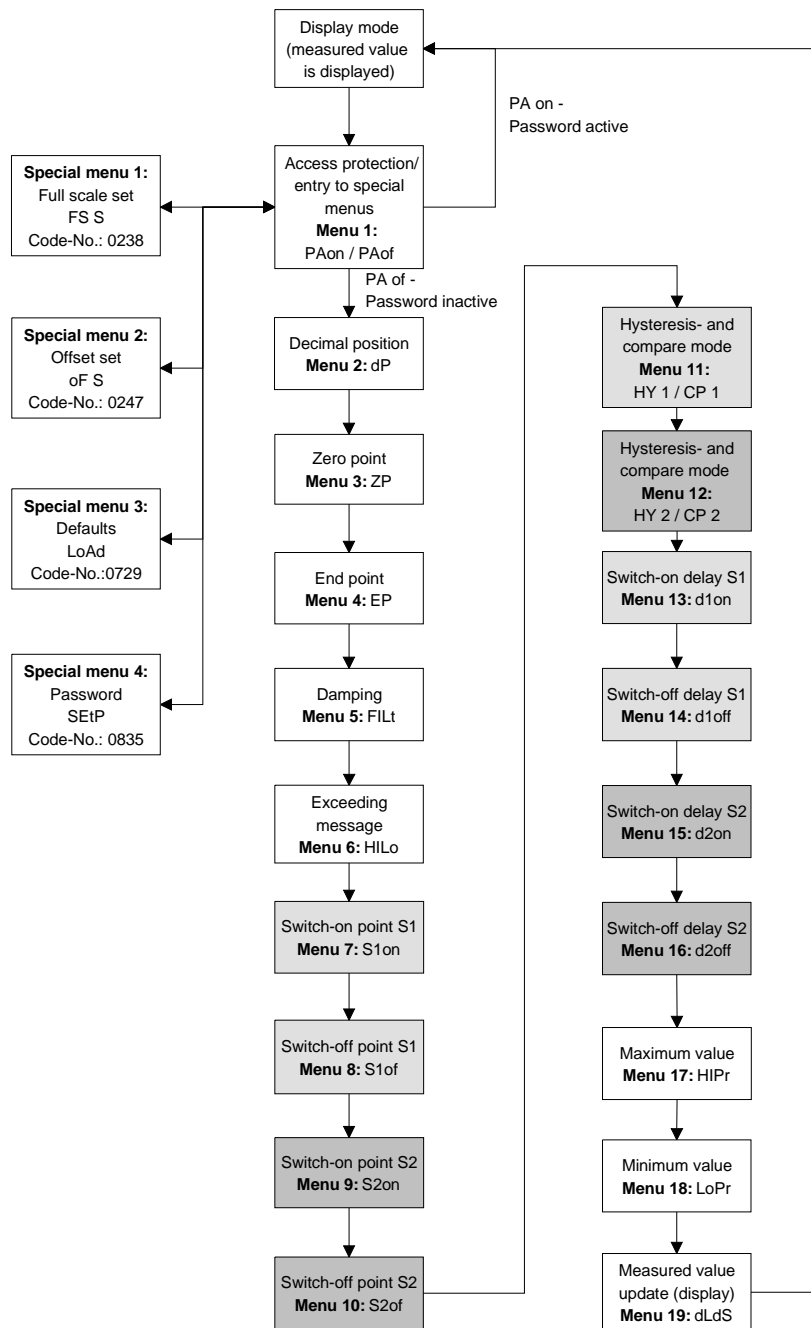 Display mode
(measured value
is displayed)
PA on -
Password active
Access protection/
entry to special
menus
Menu 1:
PAon / PAof
Special menu 1:
Full scale set
FS S
Code-No.: 0238
Special menu 2:
Offset set
oF S
Code-No.: 0247
Special menu 3:
Defaults
LoAd
Code-No.:0729
Special menu 4:
Password
SEtP
Code-No.: 0835
PA of -
Password inactive
Decimal position
Menu 2: dP
Zero point
Menu 3: ZP
End point
Menu 4: EP
Damping
Menu 5: FILt
Exceeding
message
Menu 6: HILo
Switch-on point S1
Menu 7: S1on
Switch-off point S1
Menu 8: S1of
Switch-on point S2
Menu 9: S2on
Switch-off point S2
Menu 10: S2of
Hysteresis- and
compare mode
Menu 11:
HY 1 / CP 1
Hysteresis- and
compare mode
Menu 12:
HY 2 / CP 2
Switch-on delay S1
Menu 13: d1on
Switch-off delay S1
Menu 14: d1off
Switch-on delay S2
Menu 15: d2on
Switch-off delay S2
Menu 16: d2off
Maximum value
Menu 17: HIPr
Minimum value
Menu 18: LoPr
Measured value
update (display)
Menu 19: dLdS